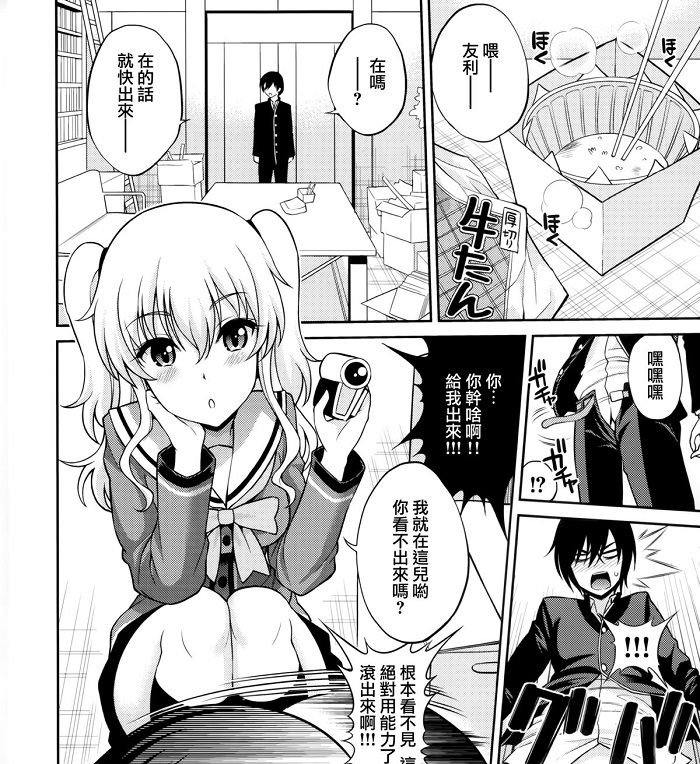 喂——
友利——
ほく
ほく
ほく
厚切り
牛たん
在嗎
——?
在的話
就快出來
——
嘿嘿嘿
ガチャ
ガチャ
!?
你…
你幹啥啊!!
給我出來!!!
!!!
我就在這兒喲
你看不出來嗎?
根本看不見
絕對用能力了
滾出來啊!!!